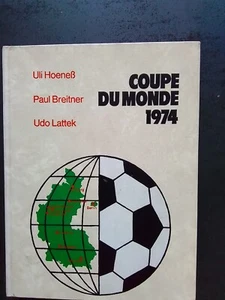 Uli Hoeneß
Paul Breitner
Udo Lattek
COUPE
DU MONDE
1974